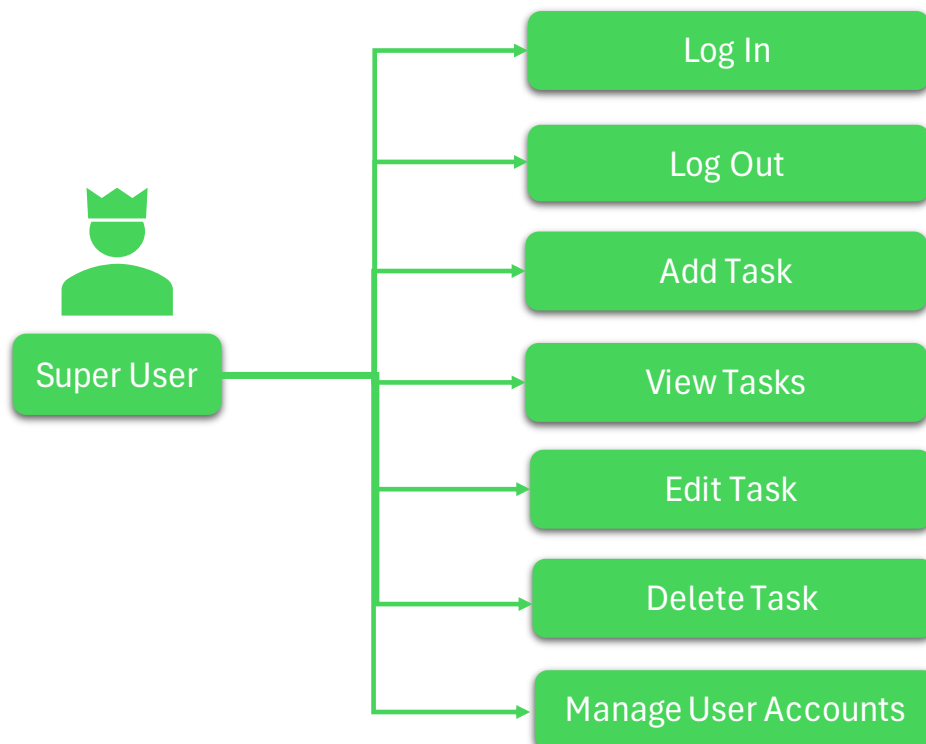 Log In
Log Out
Add Task
Super User
View Tasks
Edit Task
Delete Task
Manage User Accounts